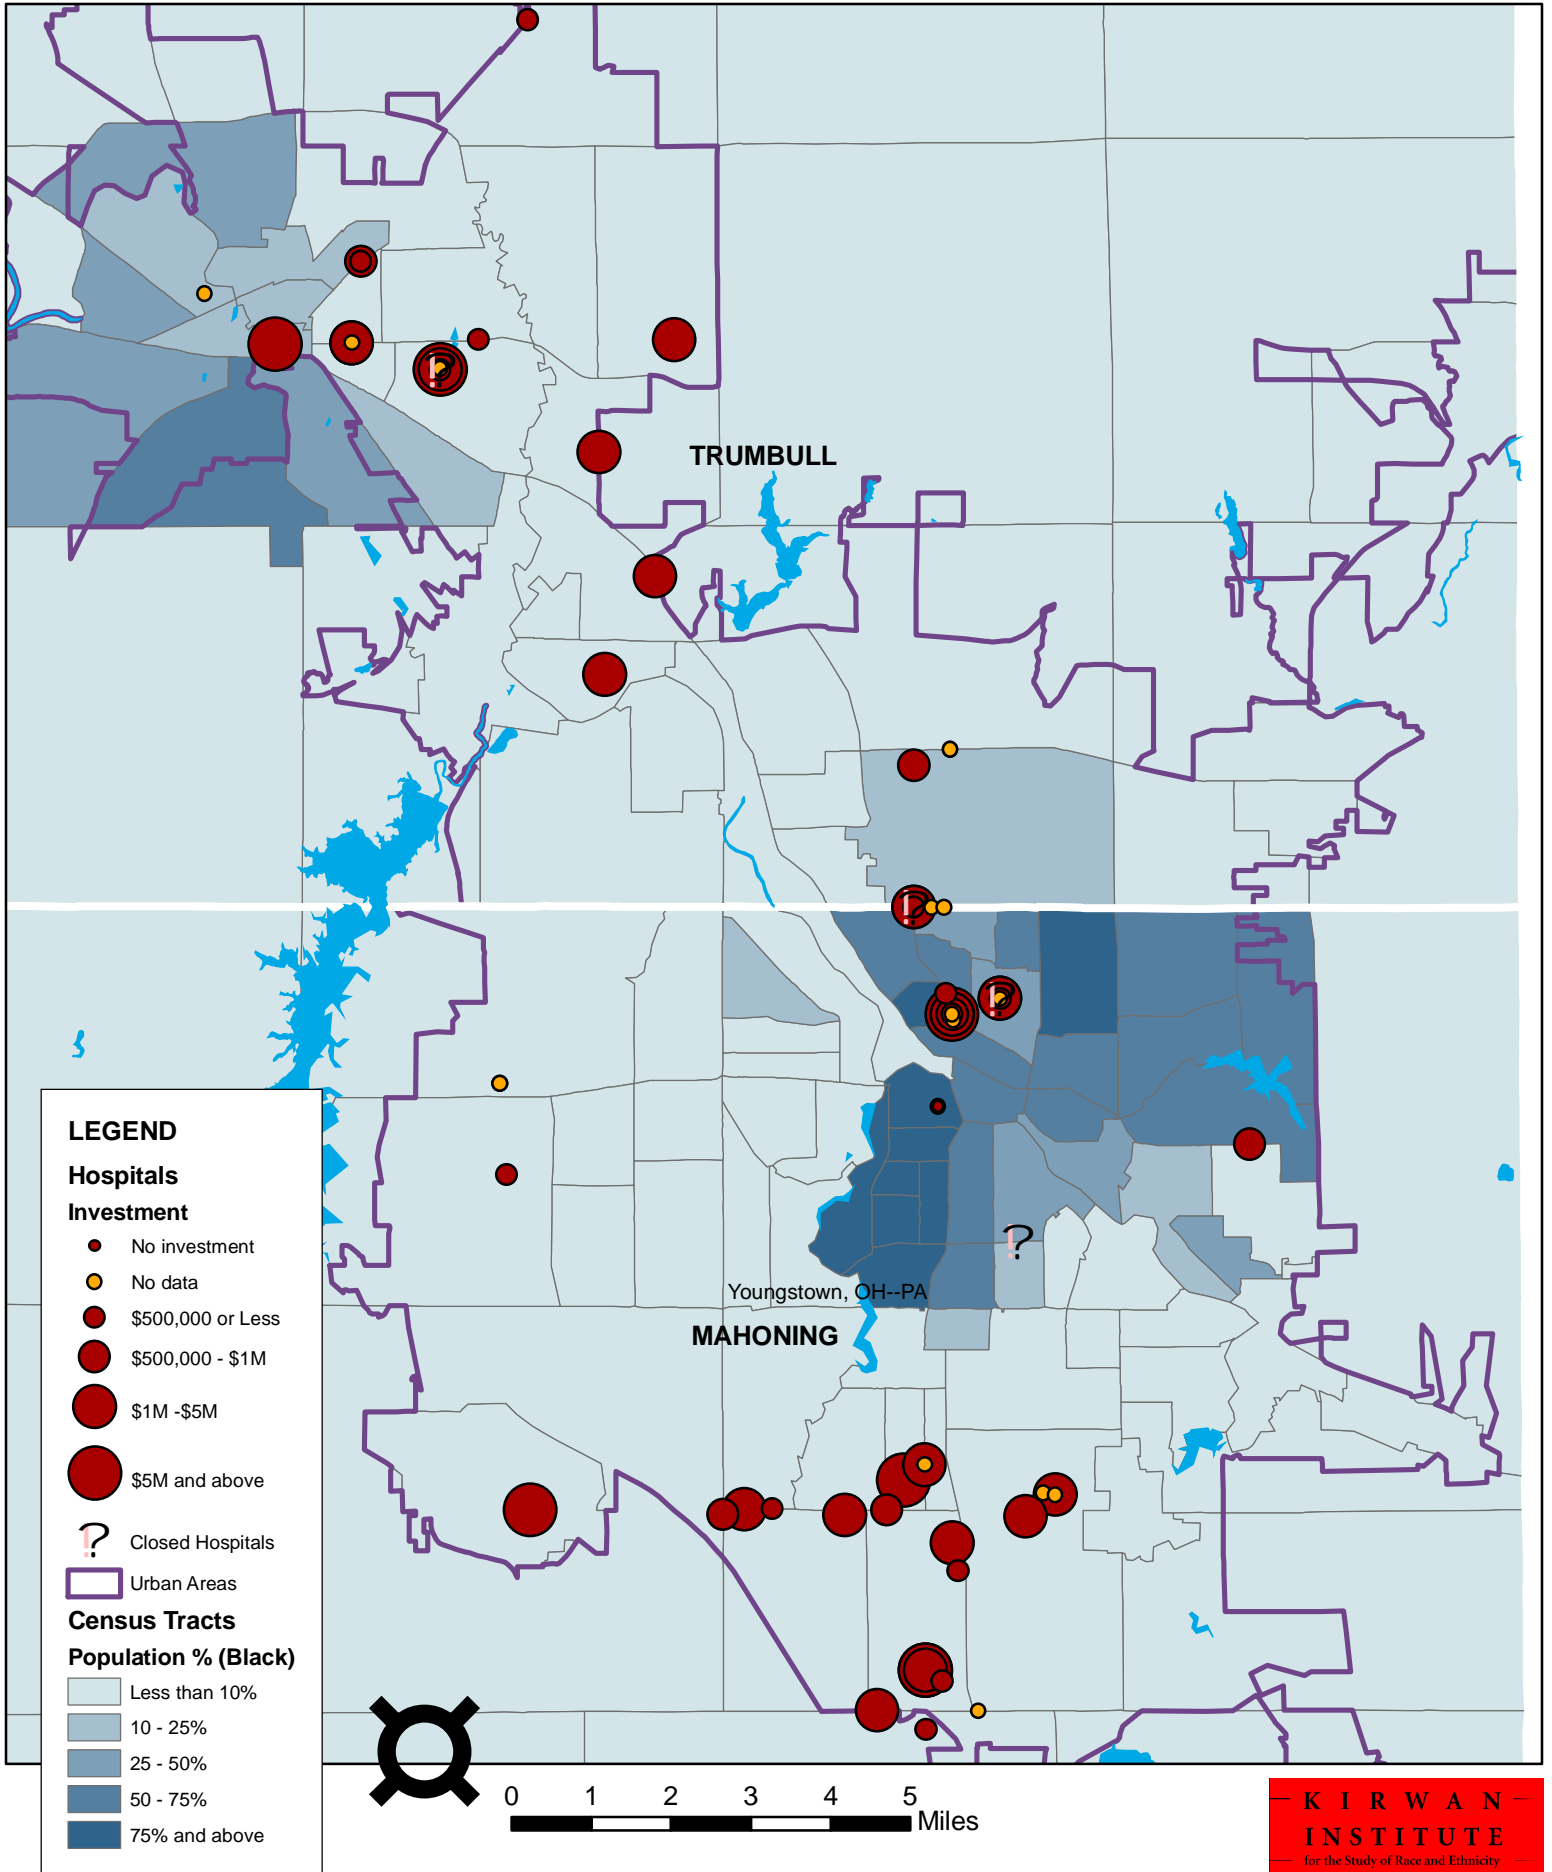 TRUMBULL
Youngstown, OH--PA
MAHONING
LEGEND
Hospitals
Investment
No investment
No data
$500,000 or Less
$500,000 - $1M
$1M -$5M
$5M and above
Closed Hospitals
Urban Areas
Census Tracts
Population % (Black)
Less than 10%
10 - 25%
25 - 50%
50 - 75%
75% and above
0 1 2 3 4 5
Miles
KIRWAN
INSTITUTE
for the Study of Race and Ethnicity